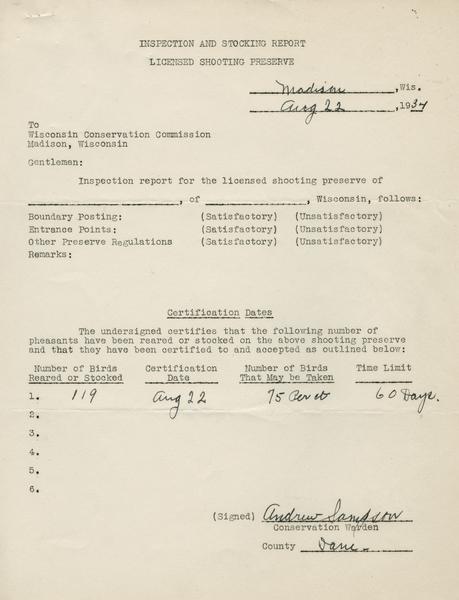 INSPECTION AND STOCKING REPORT
LICENSED SHOOTING PRESERVE
Madison, Wis.
Aug 22, 1934
To
Wisconsin Conservation Commission
Madison, Wisconsin
Gentlemen:
Inspection report for the licensed shooting preserve of
, of , Wisconsin, follows:
Boundary Posting: (Satisfactory) (Unsatisfactory)
Entrance Points: (Satisfactory) (Unsatisfactory)
Other Preserve Regulations (Satisfactory) (Unsatisfactory)
Remarks:
Certification Dates
The undersigned certifies that the following number of
pheasants have been reared or stocked on the above shooting preserve
and that they have been certified to and accepted as outlined below:
Number of Birds Certification Number of Birds Time Limit
Reared or Stocked Date That May be Taken
1. 119 Aug 22 75 Per ct 60 Days.
2.
3.
4.
5.
6.
(Signed) Andrew Sampson
Conservation Warden
County Dane.